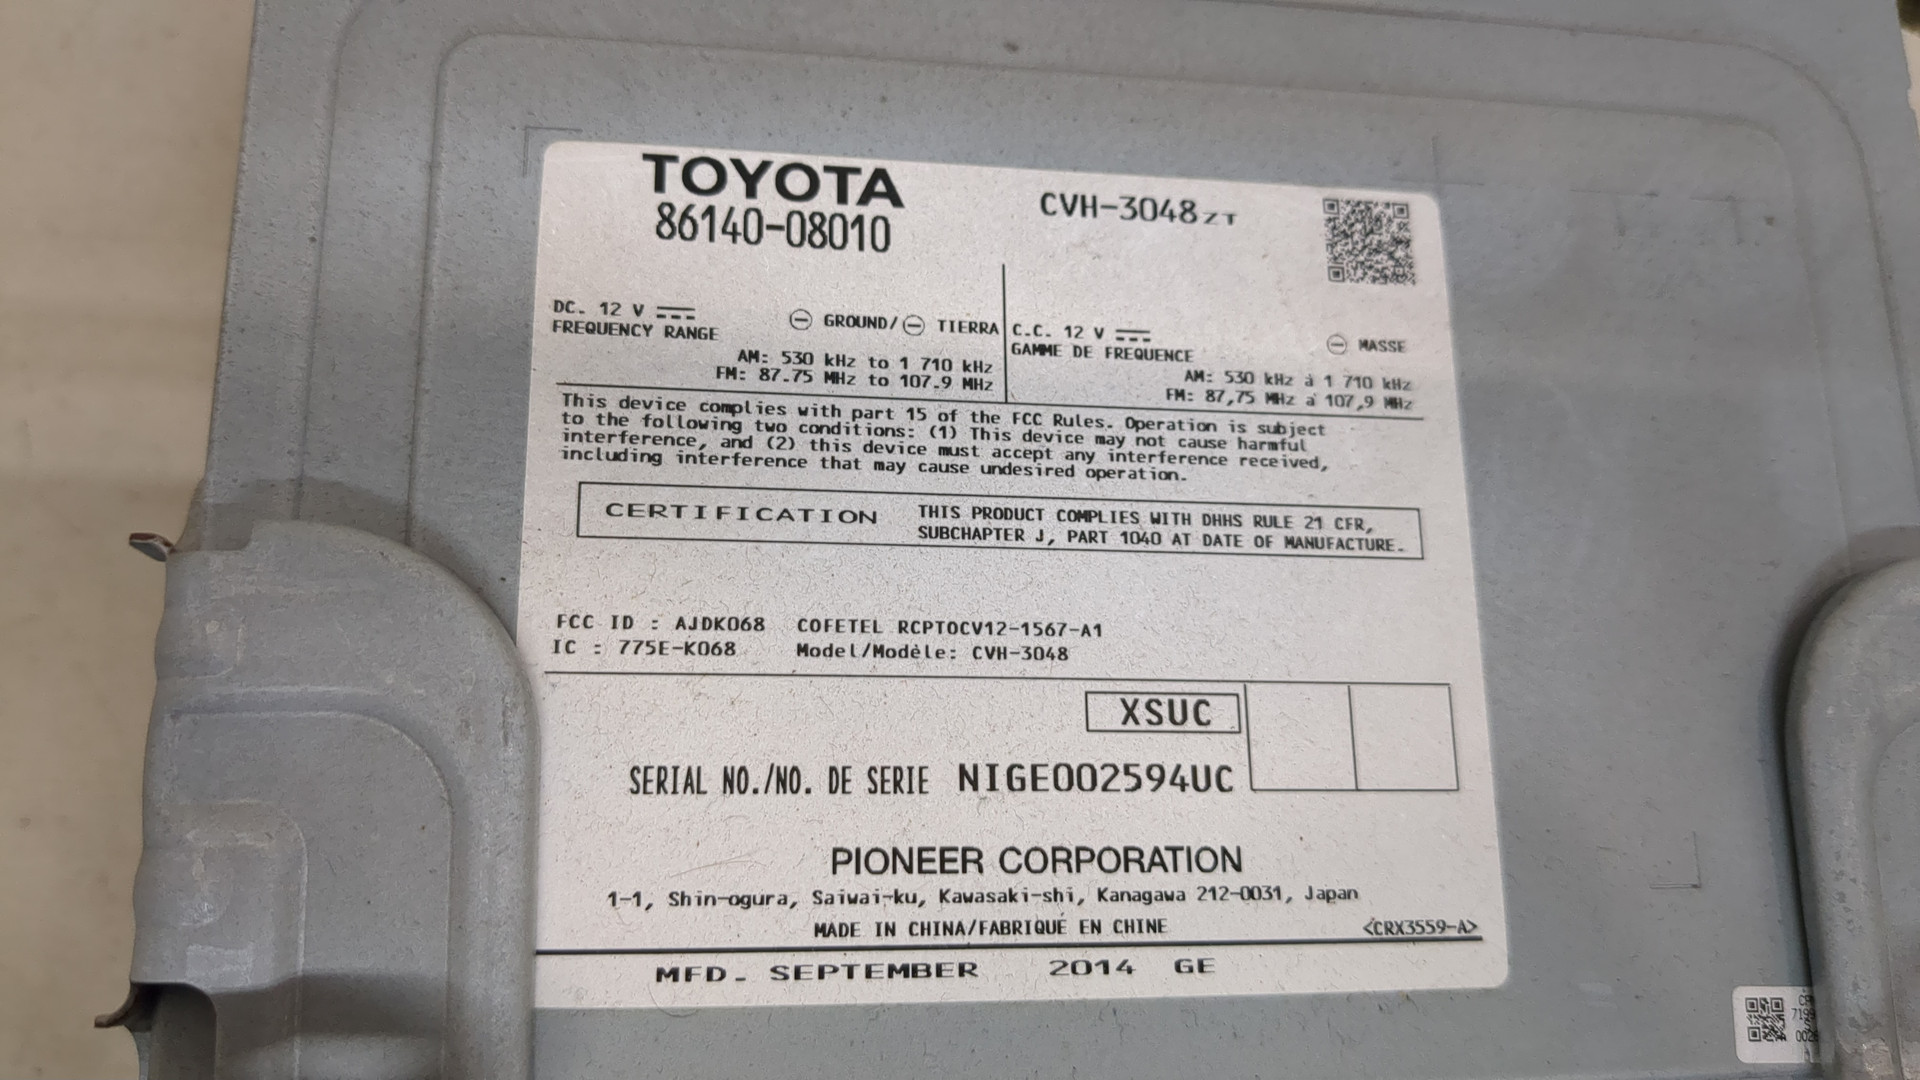 TOYOTA
86140-08010
CVH-3048ZT
DC. 12 V
⊖ GROUND/⊖ TIERRA
FREQUENCY RANGE
AM: 530 kHz to 1 710 kHz
FM: 87.75 MHz to 107.9 MHz
C.C. 12 V
⊖ MASSE
GAMME DE FREQUENCE
AM: 530 kHz à 1 710 kHz
FM: 87,75 MHz à 107,9 MHz
This device complies with part 15 of the FCC Rules. Operation is subject
to the following two conditions: (1) This device may not cause harmful
interference, and (2) this device must accept any interference received,
including interference that may cause undesired operation.
CERTIFICATION
THIS PRODUCT COMPLIES WITH DHHS RULE 21 CFR,
SUBCHAPTER J, PART 1040 AT DATE OF MANUFACTURE.
FCC ID : AJDK068 COFETEL RCPTOCV12-1567-A1
IC : 775E-K068 Model/Modèle: CVH-3048
XSUC
SERIAL NO./NO. DE SERIE NIGE002594UC
PIONEER CORPORATION
1-1, Shin-ogura, Saiwai-ku, Kawasaki-shi, Kanagawa 212-0031, Japan
MADE IN CHINA/FABRIQUÉ EN CHINE
<CRX3559-A>
MFD. SEPTEMBER 2014 GE